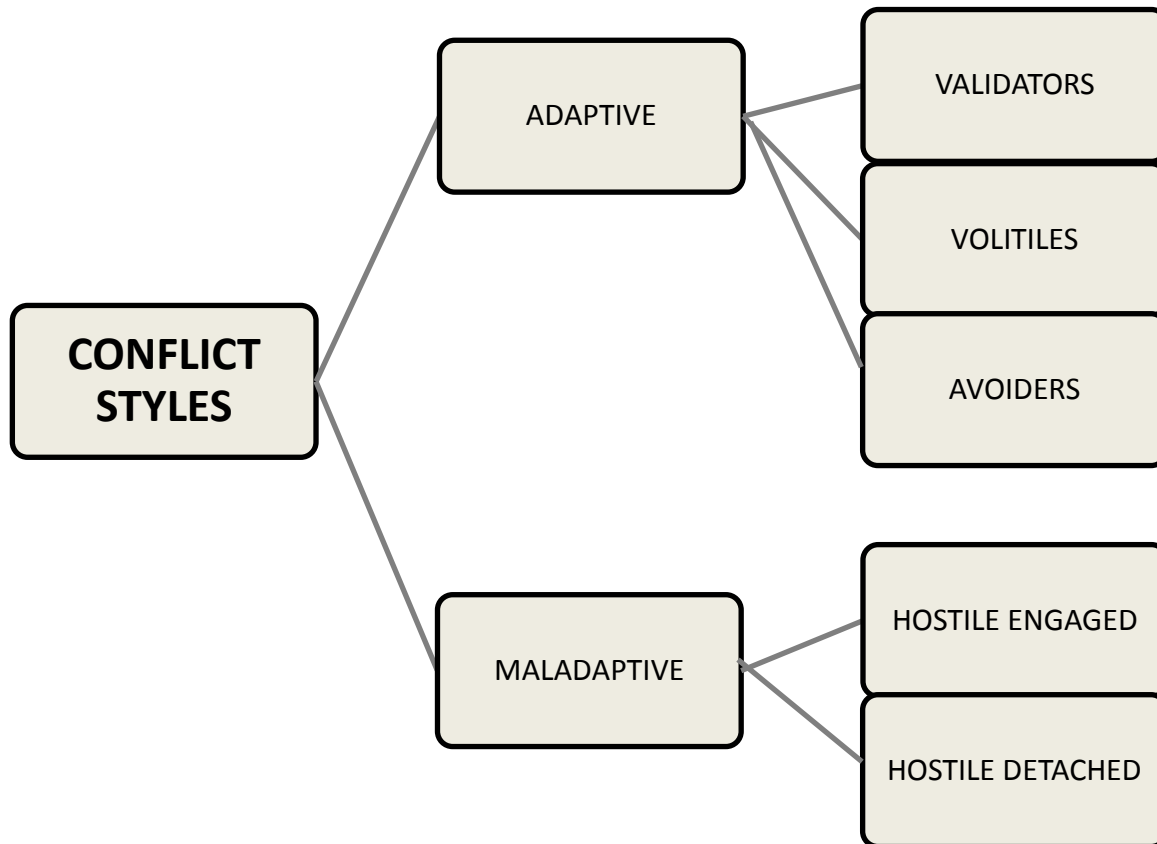 CONFLICT
STYLES
ADAPTIVE
VALIDATORS
VOLITILES
AVOIDERS
MALADAPTIVE
HOSTILE ENGAGED
HOSTILE DETACHED